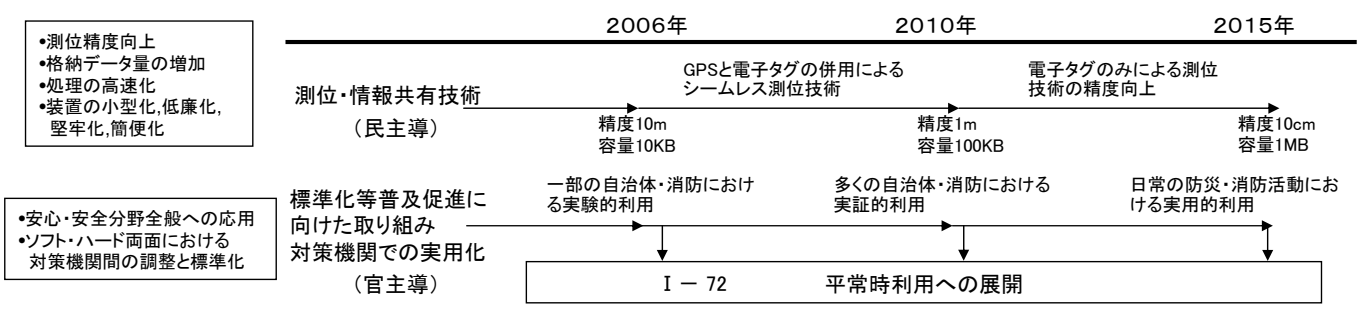 2006年
2010年
2015年
•測位精度向上
•格納データ量の増加
•処理の高速化
•装置の小型化,低廉化,
堅牢化,簡便化
測位・情報共有技術
（民主導）
GPSと電子タグの併用による
シームレス測位技術
電子タグのみによる測位
技術の精度向上
精度10m
容量10KB
精度1m
容量100KB
精度10cm
容量1MB
•安心・安全分野全般への応用
•ソフト・ハード両面における
対策機関間の調整と標準化
標準化等普及促進に
向けた取り組み
対策機関での実用化
（官主導）
一部の自治体・消防におけ
る実験的利用
多くの自治体・消防における
実証的利用
日常の防災・消防活動にお
ける実用的利用
Ⅰ － 72 平常時利用への展開